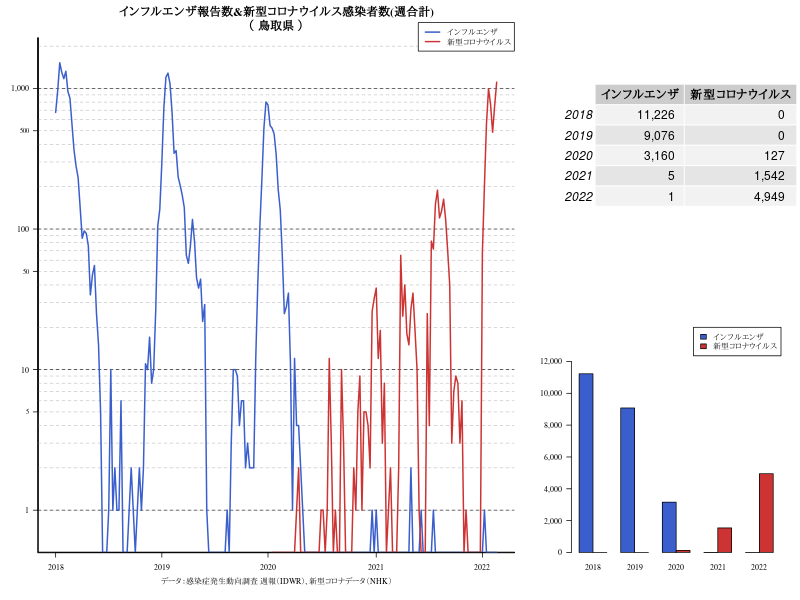 インフルエンザ報告数&新型コロナウイルス感染者数(週合計)
( 鳥取県 )
インフルエンザ
新型コロナウイルス
1,000
500
100
50
10
5
1
2018 2019 2020 2021 2022
データ:感染症発生動向調査 週報(IDWR)、新型コロナデータ(NHK)
インフルエンザ 新型コロナウイルス
2018 11,226 0
2019 9,076 0
2020 3,160 127
2021 5 1,542
2022 1 4,949
インフルエンザ
新型コロナウイルス
12,000
10,000
8,000
6,000
4,000
2,000
0
2018 2019 2020 2021 2022